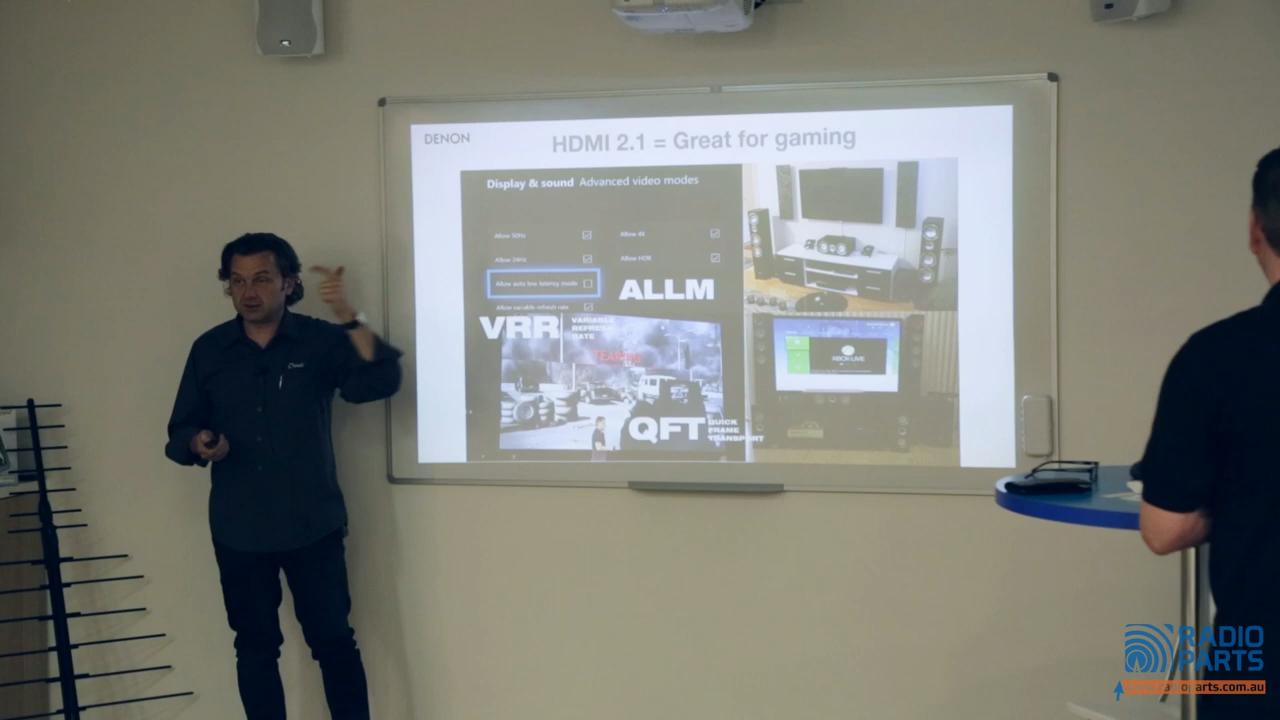 DENON
HDMI 2.1 = Great for gaming
Display & sound Advanced video modes
Allow 50Hz
Allow 4K
Allow 24Hz
Allow HDR
Allow auto low latency mode
ALLM
Allow variable refresh rate
VRR
VARIABLE
REFRESH
RATE
TEARING
XBOX LIVE
QFT
QUICK
FRAME
TRANSPORT
RADIO
PARTS
www.radioparts.com.au